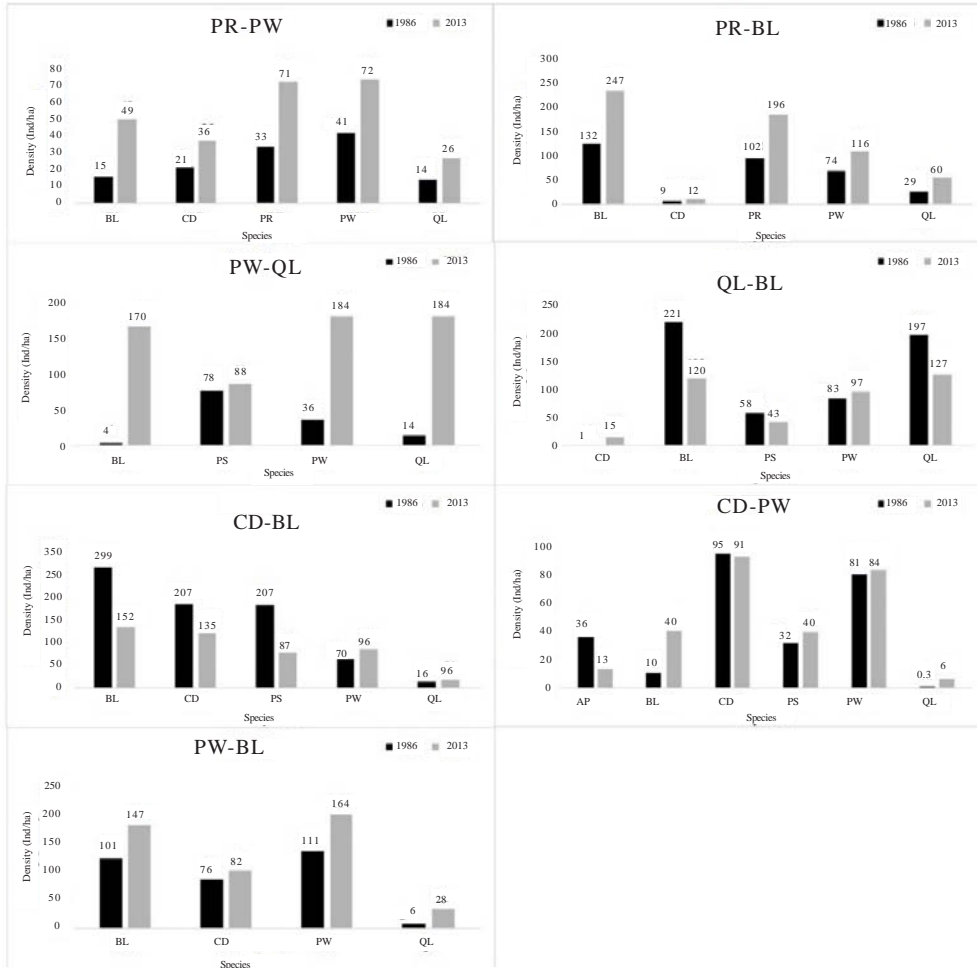 PR-PW
1986 2013
Density (Ind/ha)
80
70
60
50
40
30
20
10
0
15 49 21 36 33 71 41 72 14 26
BL CD PR PW QL
Species
PR-BL
1986 2013
Density (Ind/ha)
300
250
200
150
100
50
0
132 247 9 12 102 196 74 116 29 60
BL CD PR PW QL
Species
PW-QL
1986 2013
Density (Ind/ha)
200
150
100
50
0
4 170 78 88 36 184 14 184
BL PS PW QL
Species
QL-BL
1986 2013
Density (Ind/ha)
250
200
150
100
50
0
1 15 221 120 58 43 83 97 197 127
CD BL PS PW QL
Species
CD-BL
1986 2013
Density (Ind/ha)
350
300
250
200
150
100
50
0
299 152 207 135 207 87 70 96 16 96
BL CD PS PW QL
Species
CD-PW
1986 2013
Density (Ind/ha)
100
80
60
40
20
0
36 13 10 40 95 91 32 40 81 84 0.3 6
AP BL CD PS PW QL
Species
PW-BL
1986 2013
Density (Ind/ha)
250
200
150
100
50
0
101 147 76 82 111 164 6 28
BL CD PW QL
Species